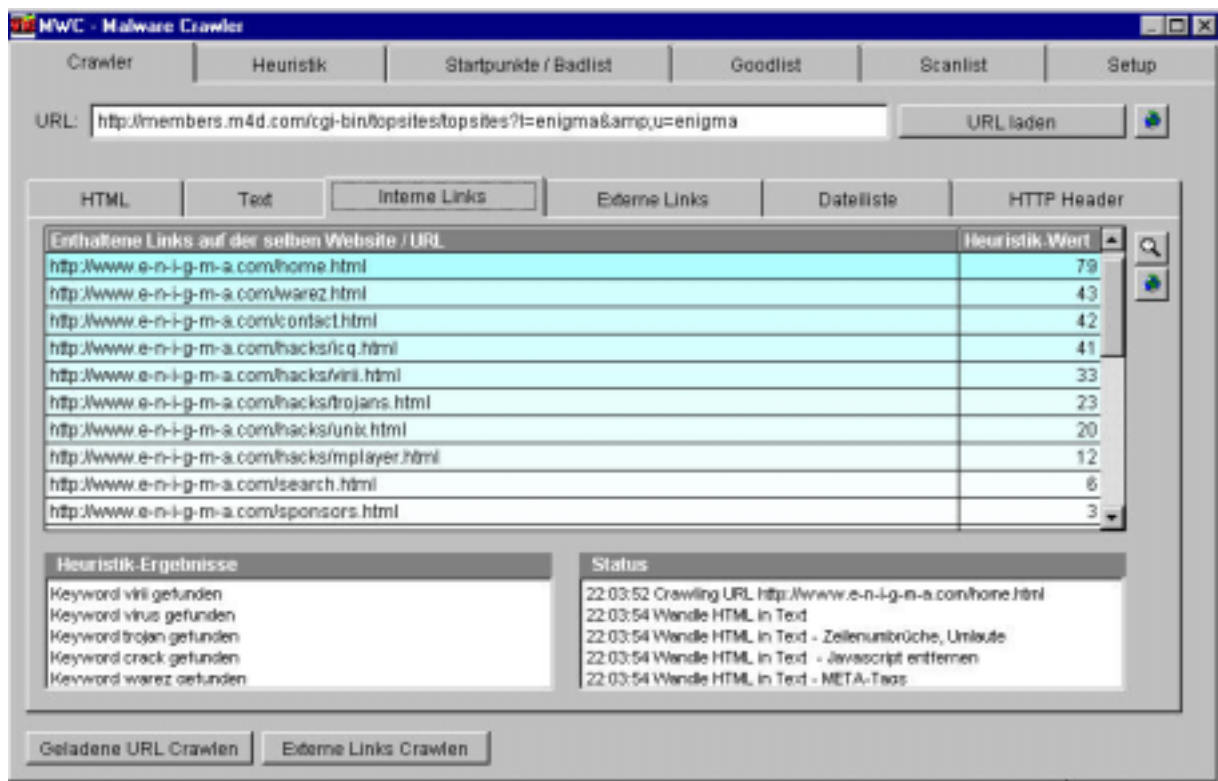 MWC - Malware Crawler
Crawler Heuristik Startpunkte / Badlist Goodlist Scanlist Setup
URL: http://members.m4d.com/cgi-bin/topsites/topsites?t=enigma&amp;u=enigma URL laden
HTML Text Interne Links Externe Links Dateiliste HTTP Header
Enthaltene Links auf der selben Website / URL Heuristik-Wert
http://www.e-n-i-g-m-a.com/home.html 79
http://www.e-n-i-g-m-a.com/warez.html 43
http://www.e-n-i-g-m-a.com/contact.html 42
http://www.e-n-i-g-m-a.com/hacks/icq.html 41
http://www.e-n-i-g-m-a.com/hacks/virii.html 33
http://www.e-n-i-g-m-a.com/hacks/trojans.html 23
http://www.e-n-i-g-m-a.com/hacks/unix.html 20
http://www.e-n-i-g-m-a.com/hacks/mplayer.html 12
http://www.e-n-i-g-m-a.com/search.html 6
http://www.e-n-i-g-m-a.com/sponsors.html 3
Heuristik-Ergebnisse
Keyword virii gefunden
Keyword virus gefunden
Keyword trojan gefunden
Keyword crack gefunden
Keyword warez gefunden
Status
22:03:52 Crawling URL http://www.e-n-i-g-m-a.com/home.html
22:03:54 Wandle HTML in Text
22:03:54 Wandle HTML in Text - Zeilenumbrüche, Umlaute
22:03:54 Wandle HTML in Text - Javascript entfernen
22:03:54 Wandle HTML in Text - META-Tags
Geladene URL Crawlen Externe Links Crawlen